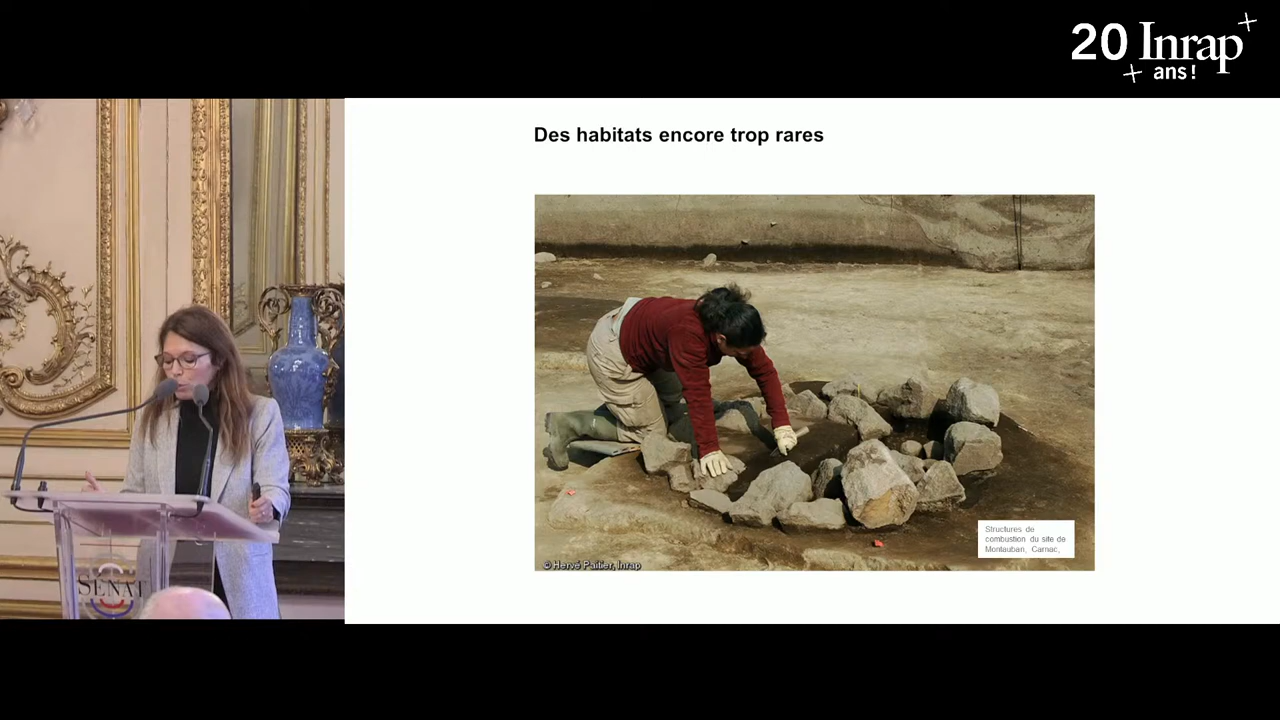 20 Inrap
ans!
Des habitats encore trop rares
Structures de
combustion du site de
Montauban, Carnac,
© Hervé Paitier, Inrap
SÉNAT